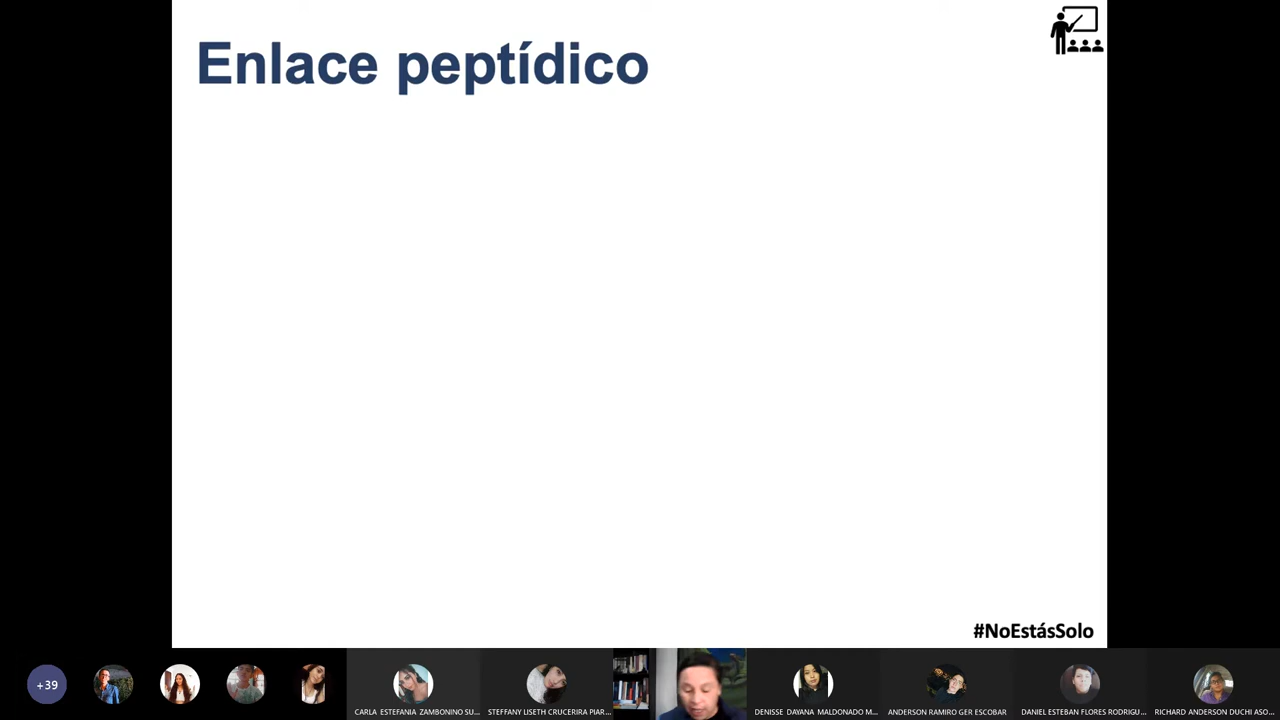 Enlace peptídico
#NoEstásSolo
+39
CARLA ESTEFANIA ZAMBONINO SU...
STEFFANY LISETH CRUCERIRA PIAR...
DENISSE DAYANA MALDONADO M...
ANDERSON RAMIRO GER ESCOBAR
DANIEL ESTEBAN FLORES RODRIGU...
RICHARD ANDERSON DUCHI ASO...